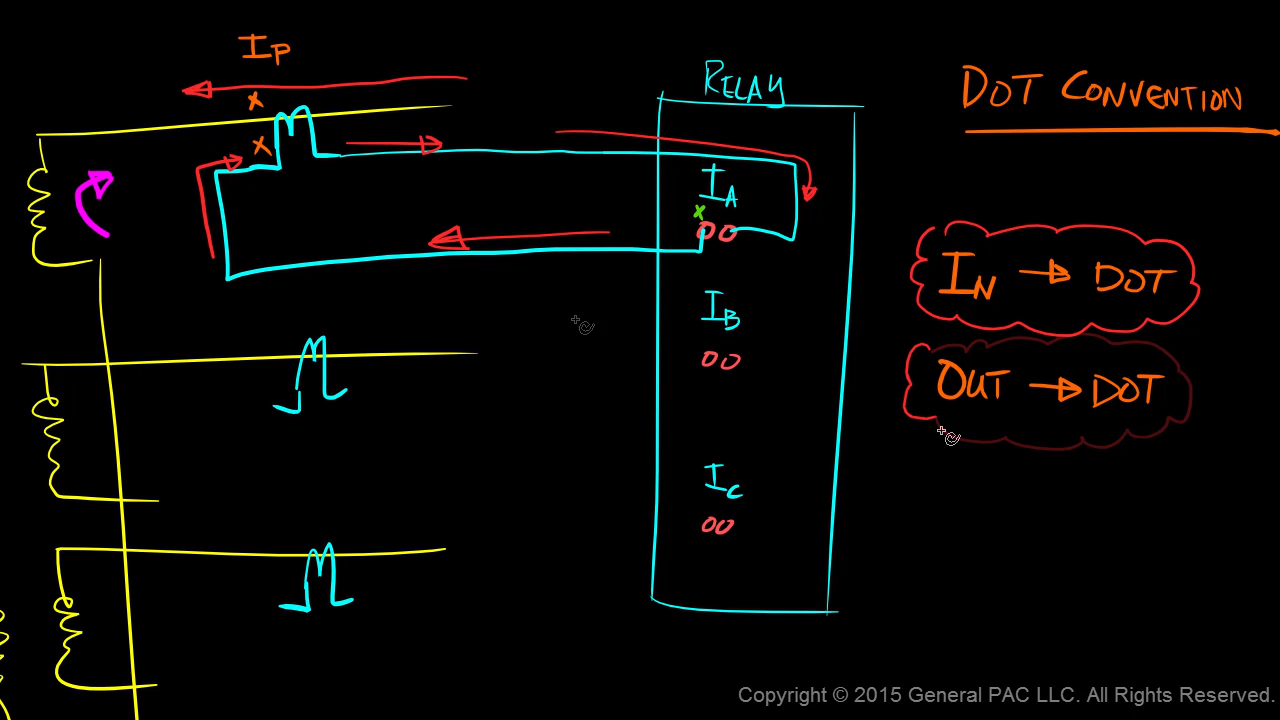 IP
RELAY
DOT CONVENTION
x
x
IA
x
IN → DOT
IB
OUT → DOT
IC
Copyright © 2015 General PAC LLC. All Rights Reserved.